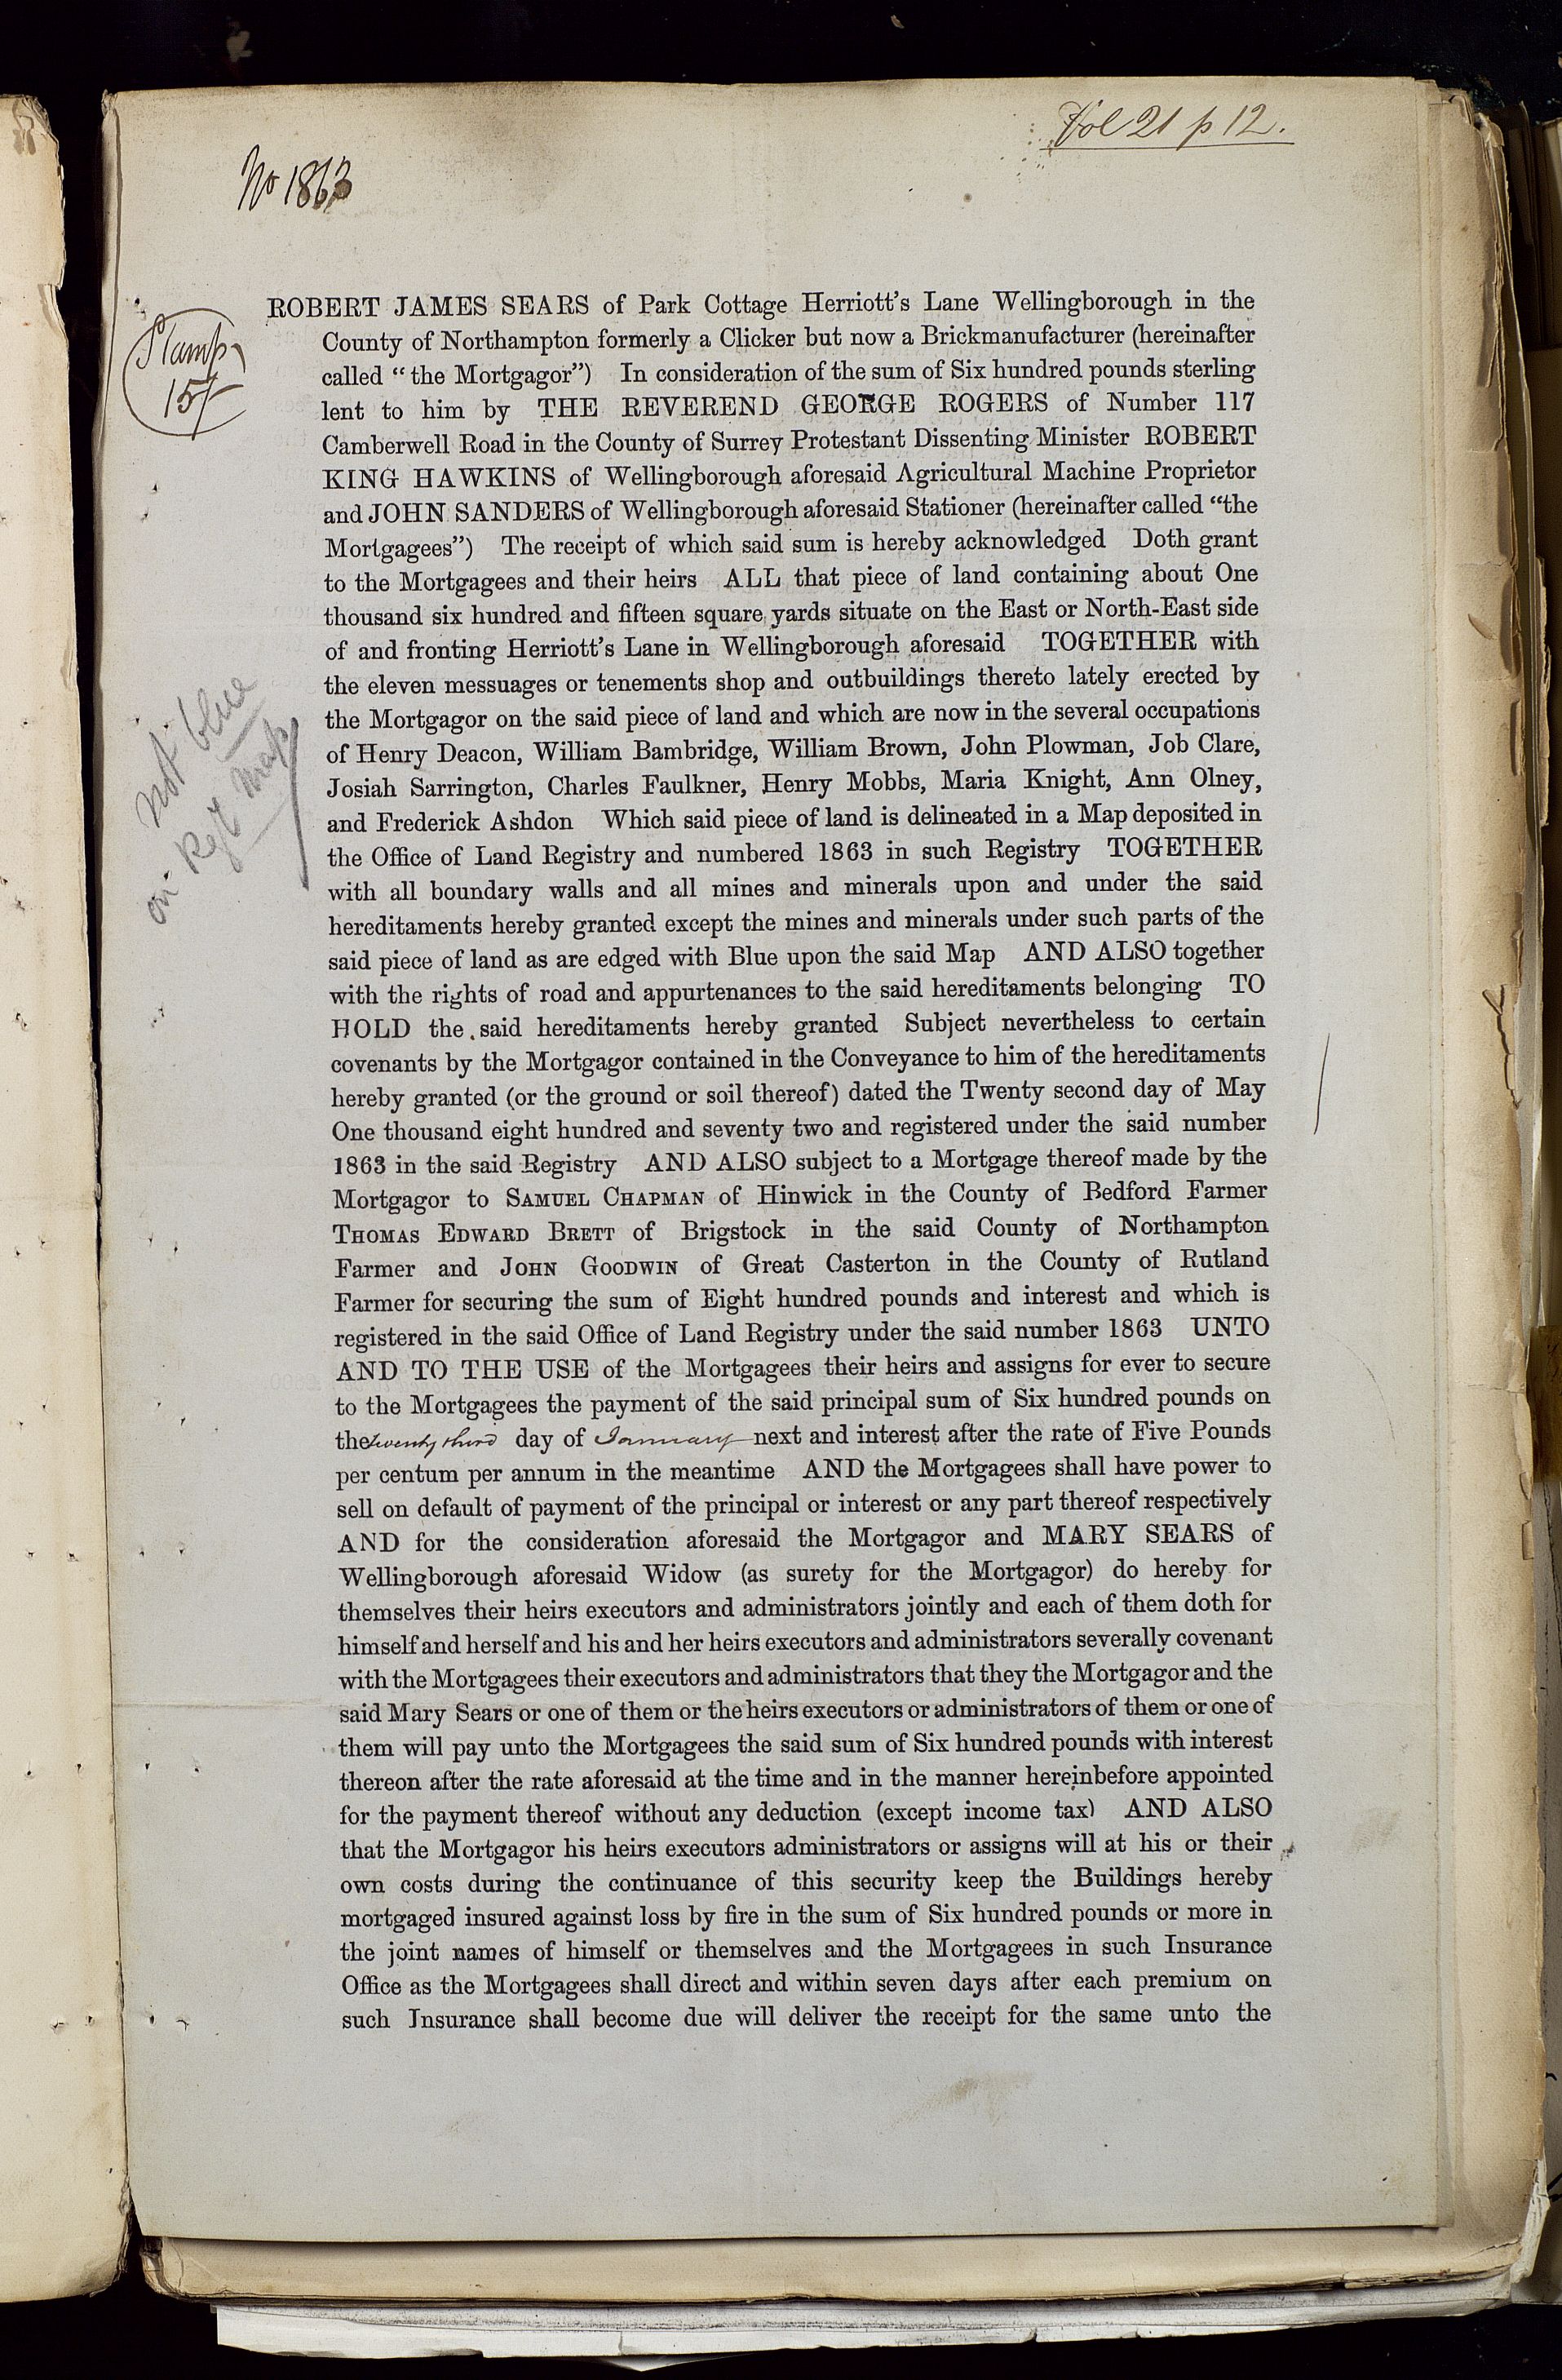 Vol 21 p 12.
No 1863
Stamp
15/-
not blue
on Regy Map
ROBERT JAMES SEARS of Park Cottage Herriott's Lane Wellingborough in the
County of Northampton formerly a Clicker but now a Brickmanufacturer (hereinafter
called "the Mortgagor") In consideration of the sum of Six hundred pounds sterling
lent to him by THE REVEREND GEORGE ROGERS of Number 117
Camberwell Road in the County of Surrey Protestant Dissenting Minister ROBERT
KING HAWKINS of Wellingborough aforesaid Agricultural Machine Proprietor
and JOHN SANDERS of Wellingborough aforesaid Stationer (hereinafter called "the
Mortgagees") The receipt of which said sum is hereby acknowledged Doth grant
to the Mortgagees and their heirs ALL that piece of land containing about One
thousand six hundred and fifteen square yards situate on the East or North-East side
of and fronting Herriott's Lane in Wellingborough aforesaid TOGETHER with
the eleven messuages or tenements shop and outbuildings thereto lately erected by
the Mortgagor on the said piece of land and which are now in the several occupations
of Henry Deacon, William Bambridge, William Brown, John Plowman, Job Clare,
Josiah Sarrington, Charles Faulkner, Henry Mobbs, Maria Knight, Ann Olney,
and Frederick Ashdon Which said piece of land is delineated in a Map deposited in
the Office of Land Registry and numbered 1863 in such Registry TOGETHER
with all boundary walls and all mines and minerals upon and under the said
hereditaments hereby granted except the mines and minerals under such parts of the
said piece of land as are edged with Blue upon the said Map AND ALSO together
with the rights of road and appurtenances to the said hereditaments belonging TO
HOLD the said hereditaments hereby granted Subject nevertheless to certain
covenants by the Mortgagor contained in the Conveyance to him of the hereditaments
hereby granted (or the ground or soil thereof) dated the Twenty second day of May
One thousand eight hundred and seventy two and registered under the said number
1863 in the said Registry AND ALSO subject to a Mortgage thereof made by the
Mortgagor to SAMUEL CHAPMAN of Hinwick in the County of Bedford Farmer
THOMAS EDWARD BRETT of Brigstock in the said County of Northampton
Farmer and JOHN GOODWIN of Great Casterton in the County of Rutland
Farmer for securing the sum of Eight hundred pounds and interest and which is
registered in the said Office of Land Registry under the said number 1863 UNTO
AND TO THE USE of the Mortgagees their heirs and assigns for ever to secure
to the Mortgagees the payment of the said principal sum of Six hundred pounds on
the twenty third day of January next and interest after the rate of Five Pounds
per centum per annum in the meantime AND the Mortgagees shall have power to
sell on default of payment of the principal or interest or any part thereof respectively
AND for the consideration aforesaid the Mortgagor and MARY SEARS of
Wellingborough aforesaid Widow (as surety for the Mortgagor) do hereby for
themselves their heirs executors and administrators jointly and each of them doth for
himself and herself and his and her heirs executors and administrators severally covenant
with the Mortgagees their executors and administrators that they the Mortgagor and the
said Mary Sears or one of them or the heirs executors or administrators of them or one of
them will pay unto the Mortgagees the said sum of Six hundred pounds with interest
thereon after the rate aforesaid at the time and in the manner hereinbefore appointed
for the payment thereof without any deduction (except income tax) AND ALSO
that the Mortgagor his heirs executors administrators or assigns will at his or their
own costs during the continuance of this security keep the Buildings hereby
mortgaged insured against loss by fire in the sum of Six hundred pounds or more in
the joint names of himself or themselves and the Mortgagees in such Insurance
Office as the Mortgagees shall direct and within seven days after each premium on
such Insurance shall become due will deliver the receipt for the same unto the